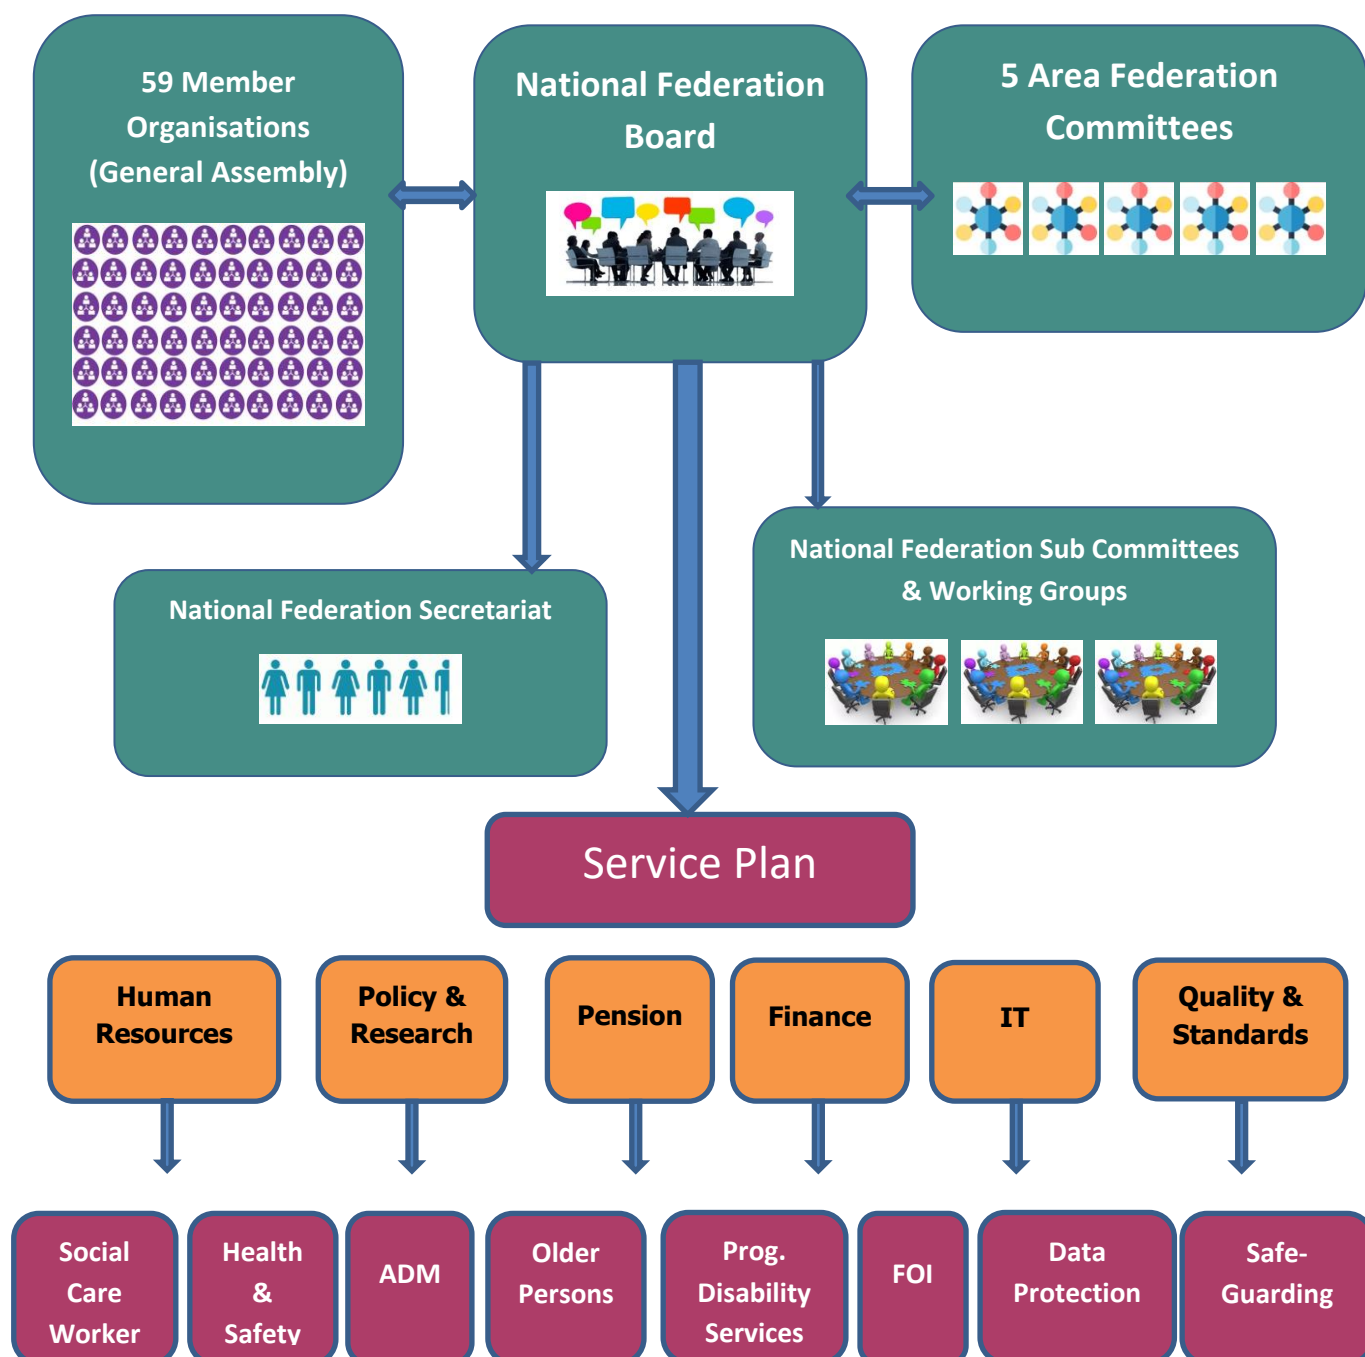 59 Member
Organisations
(General Assembly)
National Federation
Board
5 Area Federation
Committees
National Federation Secretariat
National Federation Sub Committees
& Working Groups
Service Plan
Human
Resources
Policy &
Research
Pension
Finance
IT
Quality &
Standards
Social
Care
Worker
Health
&
Safety
ADM
Older
Persons
Prog.
Disability
Services
FOI
Data
Protection
Safe-
Guarding